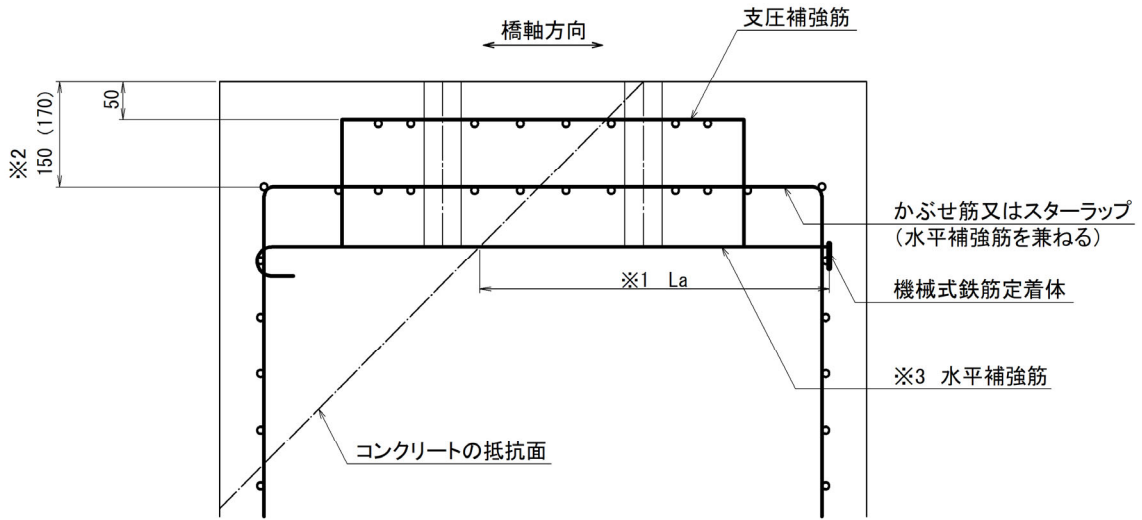 支圧補強筋
橋軸方向
50
※2
150 (170)
かぶせ筋又はスターラップ
(水平補強筋を兼ねる)
※1 La
機械式鉄筋定着体
※3 水平補強筋
コンクリートの抵抗面